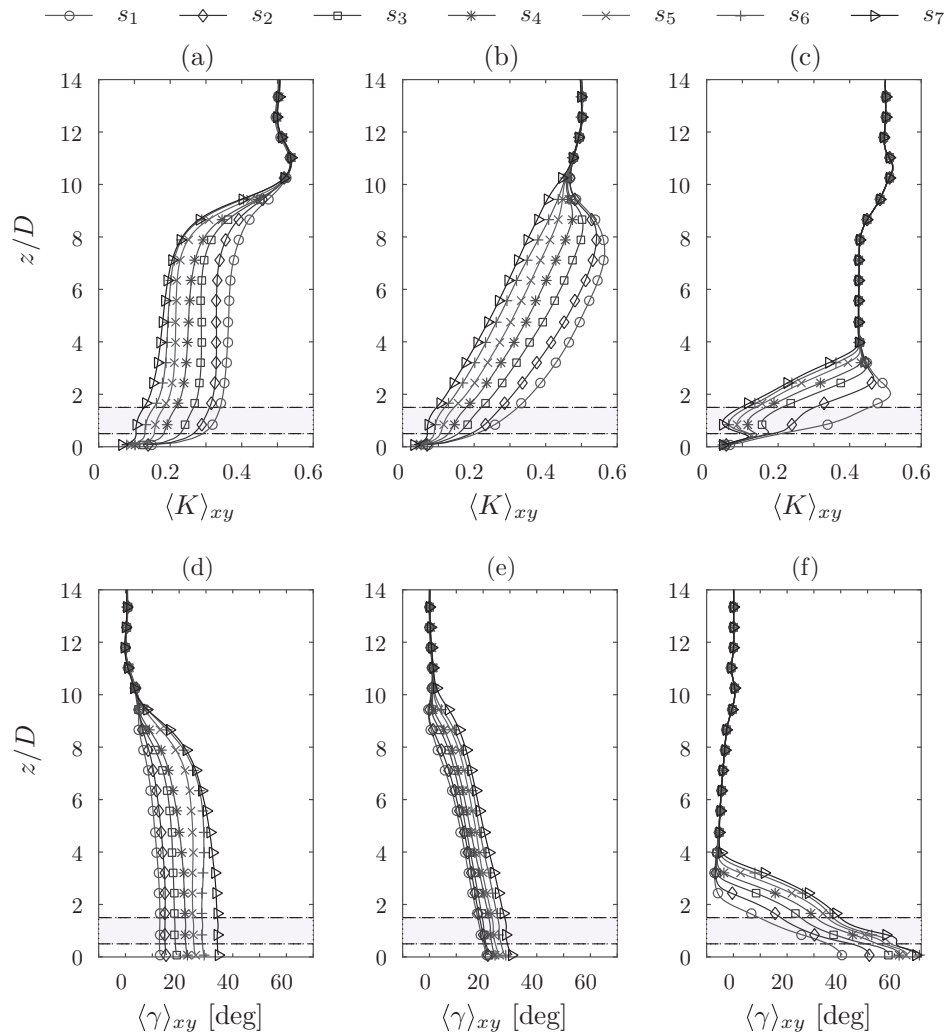 s₁ s₂ s₃ s₄ s₅ s₆ s₇
(a) (b) (c)
14 14 14
12 12 12
10 10 10
z/D
8 8 8
6 6 6
4 4 4
2 2 2
0 0 0
0 0.2 0.4 0.6 0 0.2 0.4 0.6 0 0.2 0.4 0.6
⟨K⟩xy ⟨K⟩xy ⟨K⟩xy
(d) (e) (f)
14 14 14
12 12 12
10 10 10
z/D
8 8 8
6 6 6
4 4 4
2 2 2
0 0 0
0 20 40 60 0 20 40 60 0 20 40 60
⟨γ⟩xy [deg] ⟨γ⟩xy [deg] ⟨γ⟩xy [deg]